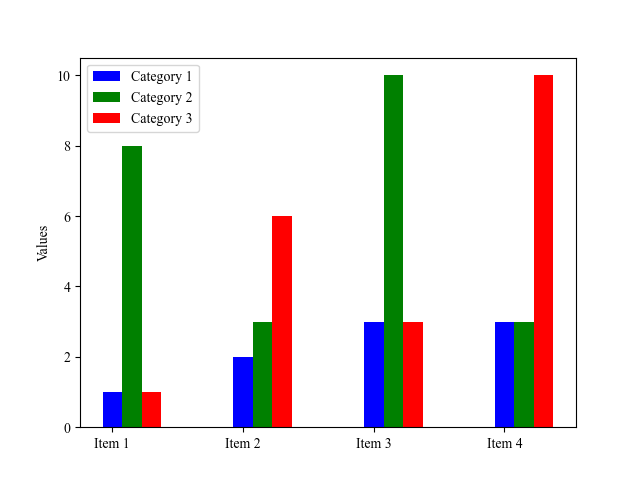 Category 1
Category 2
Category 3
Values
10
8
6
4
2
0
Item 1 Item 2 Item 3 Item 4